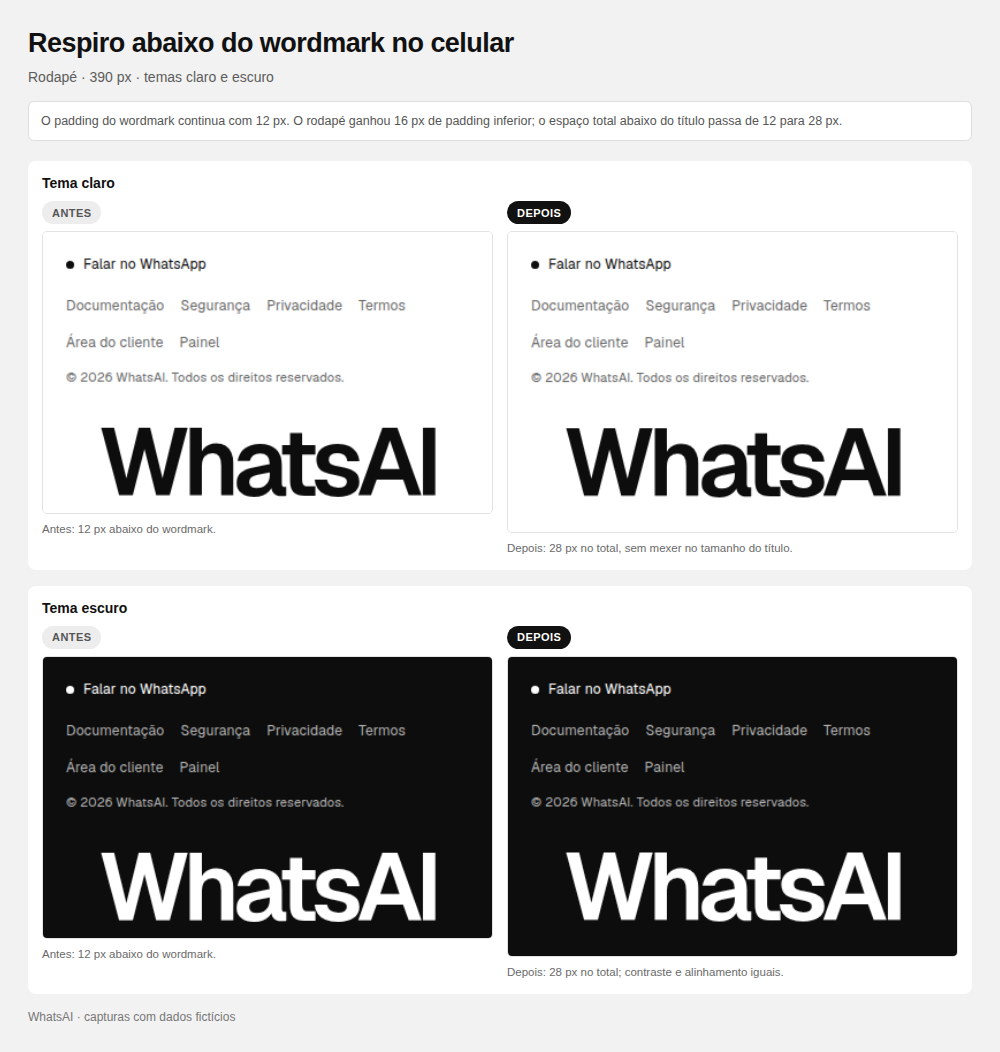 Respiro abaixo do wordmark no celular
Rodapé · 390 px · temas claro e escuro
O padding do wordmark continua com 12 px. O rodapé ganhou 16 px de padding inferior; o espaço total abaixo do título passa de 12 para 28 px.
Tema claro
ANTES
Falar no WhatsApp
Documentação Segurança Privacidade Termos
Área do cliente Painel
© 2026 WhatsAI. Todos os direitos reservados.
WhatsAI
Antes: 12 px abaixo do wordmark.
DEPOIS
Falar no WhatsApp
Documentação Segurança Privacidade Termos
Área do cliente Painel
© 2026 WhatsAI. Todos os direitos reservados.
WhatsAI
Depois: 28 px no total, sem mexer no tamanho do título.
Tema escuro
ANTES
Falar no WhatsApp
Documentação Segurança Privacidade Termos
Área do cliente Painel
© 2026 WhatsAI. Todos os direitos reservados.
WhatsAI
Antes: 12 px abaixo do wordmark.
DEPOIS
Falar no WhatsApp
Documentação Segurança Privacidade Termos
Área do cliente Painel
© 2026 WhatsAI. Todos os direitos reservados.
WhatsAI
Depois: 28 px no total; contraste e alinhamento iguais.
WhatsAI · capturas com dados fictícios